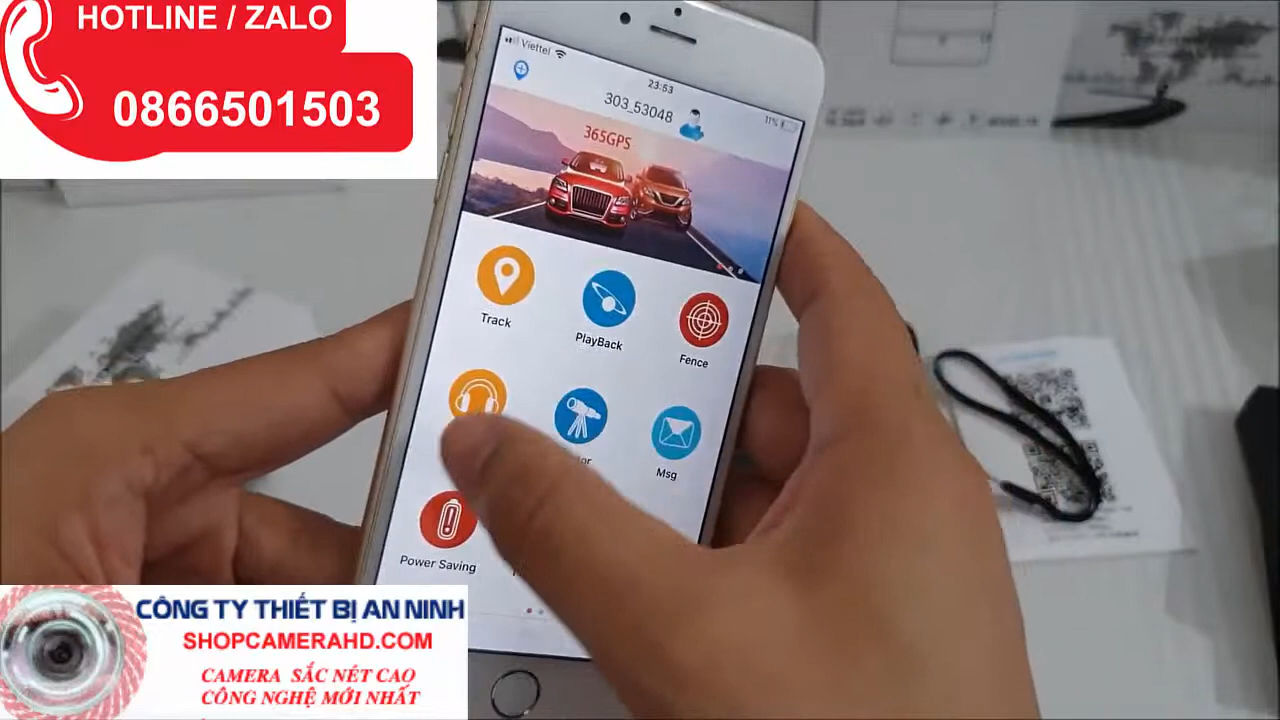 HOTLINE / ZALO
0866501503
Viettel
23:53
11%
303_53048
365GPS
Track
PlayBack
Fence
Msg
Power Saving
CÔNG TY THIẾT BỊ AN NINH
SHOPCAMERAHD.COM
CAMERA SẮC NÉT CAO
CÔNG NGHỆ MỚI NHẤT